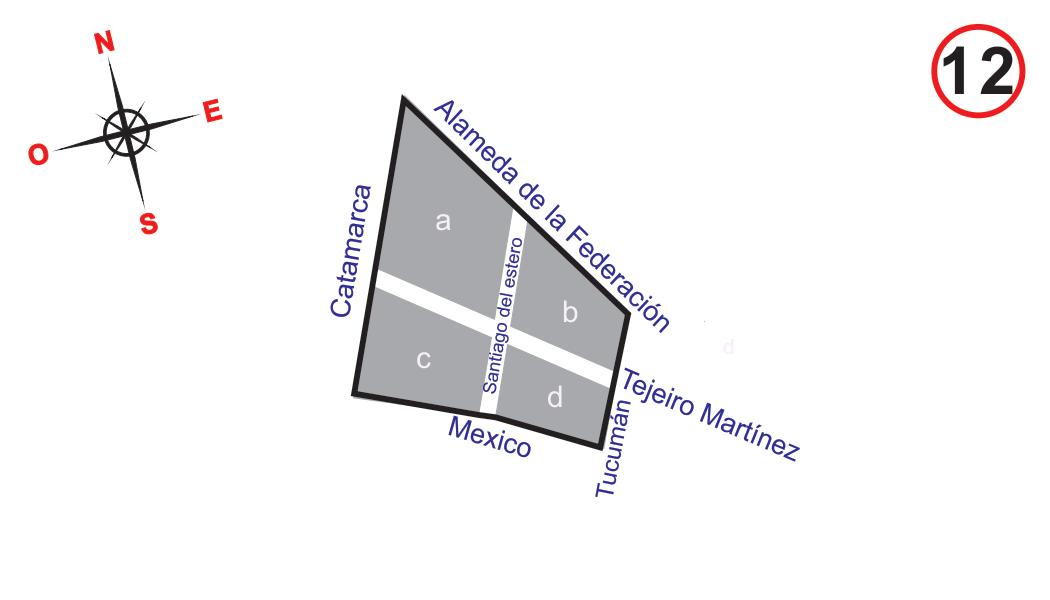 N
E
O
S
12
Alameda de la Federación
Catamarca
a
Santiago del estero
b
c
d
d
Tejeiro Martínez
Tucumán
Mexico